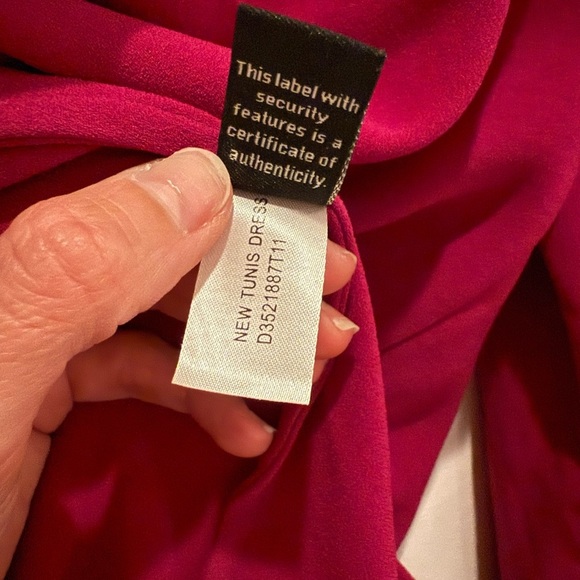 This label with
security
features is a
certificate of
authenticity.
NEW TUNIS DRESS
D3521887T11